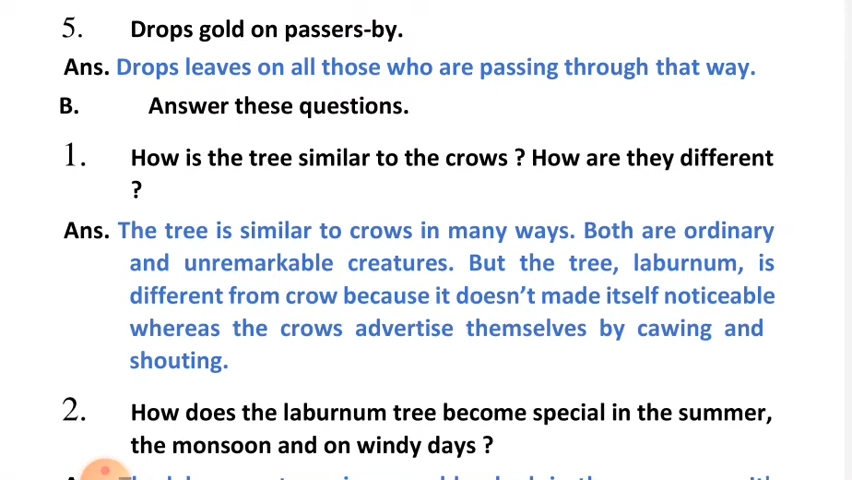 5. Drops gold on passers-by.
Ans. Drops leaves on all those who are passing through that way.
B. Answer these questions.
1. How is the tree similar to the crows ? How are they different
?
Ans. The tree is similar to crows in many ways. Both are ordinary
and unremarkable creatures. But the tree, laburnum, is
different from crow because it doesn’t made itself noticeable
whereas the crows advertise themselves by cawing and
shouting.
2. How does the laburnum tree become special in the summer,
the monsoon and on windy days ?